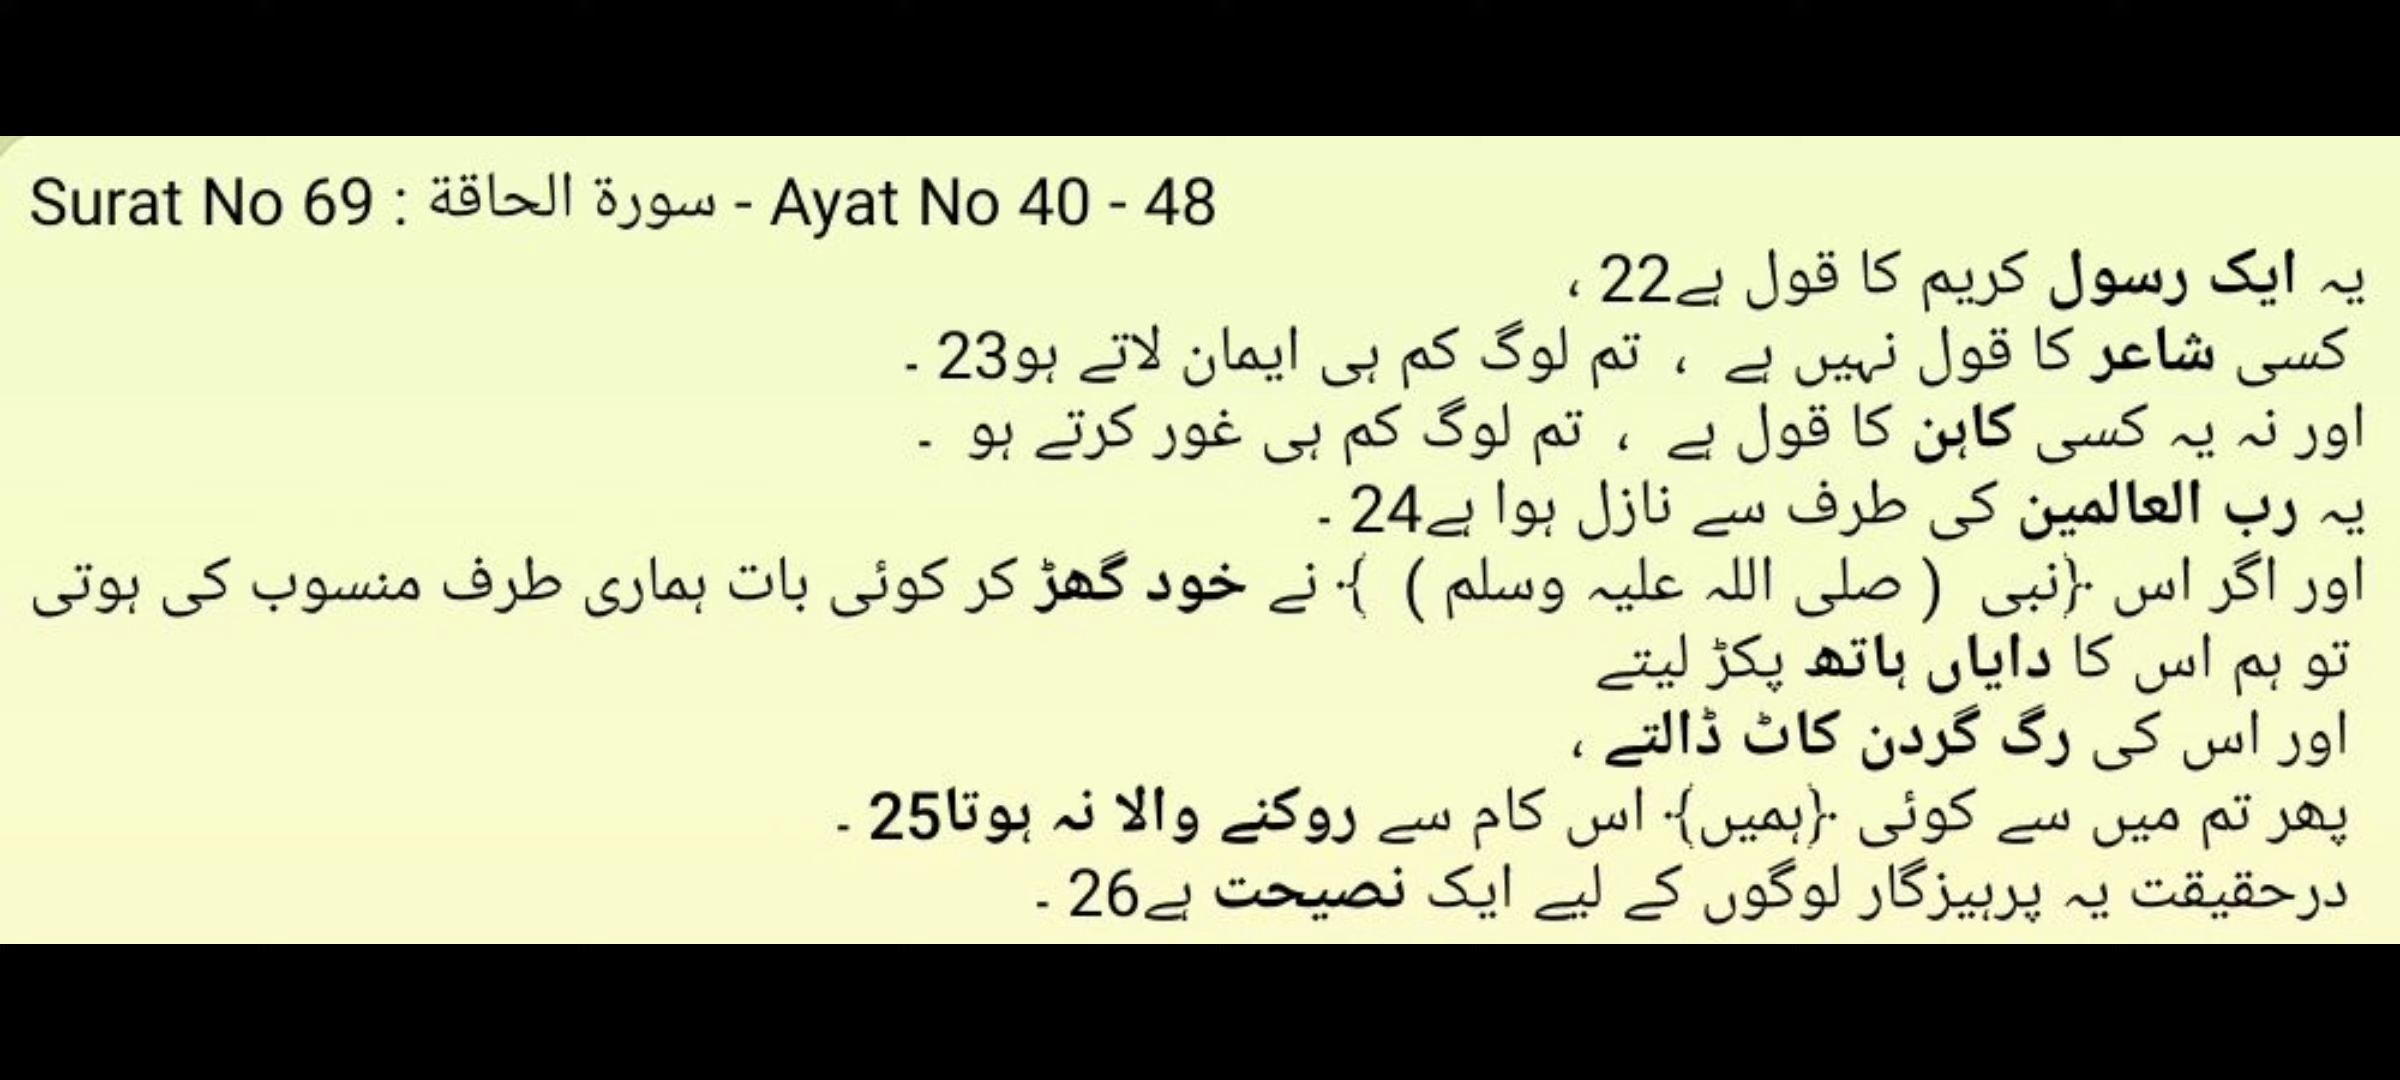 Surat No 69 : سورة الحاقة - Ayat No 40 - 48
یہ ایک رسول کریم کا قول ہے22 ،
کسی شاعر کا قول نہیں ہے ، تم لوگ کم ہی ایمان لاتے ہو23 ۔
اور نہ یہ کسی کاہن کا قول ہے ، تم لوگ کم ہی غور کرتے ہو ۔
یہ رب العالمین کی طرف سے نازل ہوا ہے24 ۔
اور اگر اس {نبی ( صلی اللہ علیہ وسلم ) } نے خود گھڑ کر کوئی بات ہماری طرف منسوب کی ہوتی
تو ہم اس کا دایاں ہاتھ پکڑ لیتے
اور اس کی رگ گردن کاٹ ڈالتے ،
پھر تم میں سے کوئی {ہمیں} اس کام سے روکنے والا نہ ہوتا25 ۔
درحقیقت یہ پرہیزگار لوگوں کے لیے ایک نصیحت ہے26 ۔